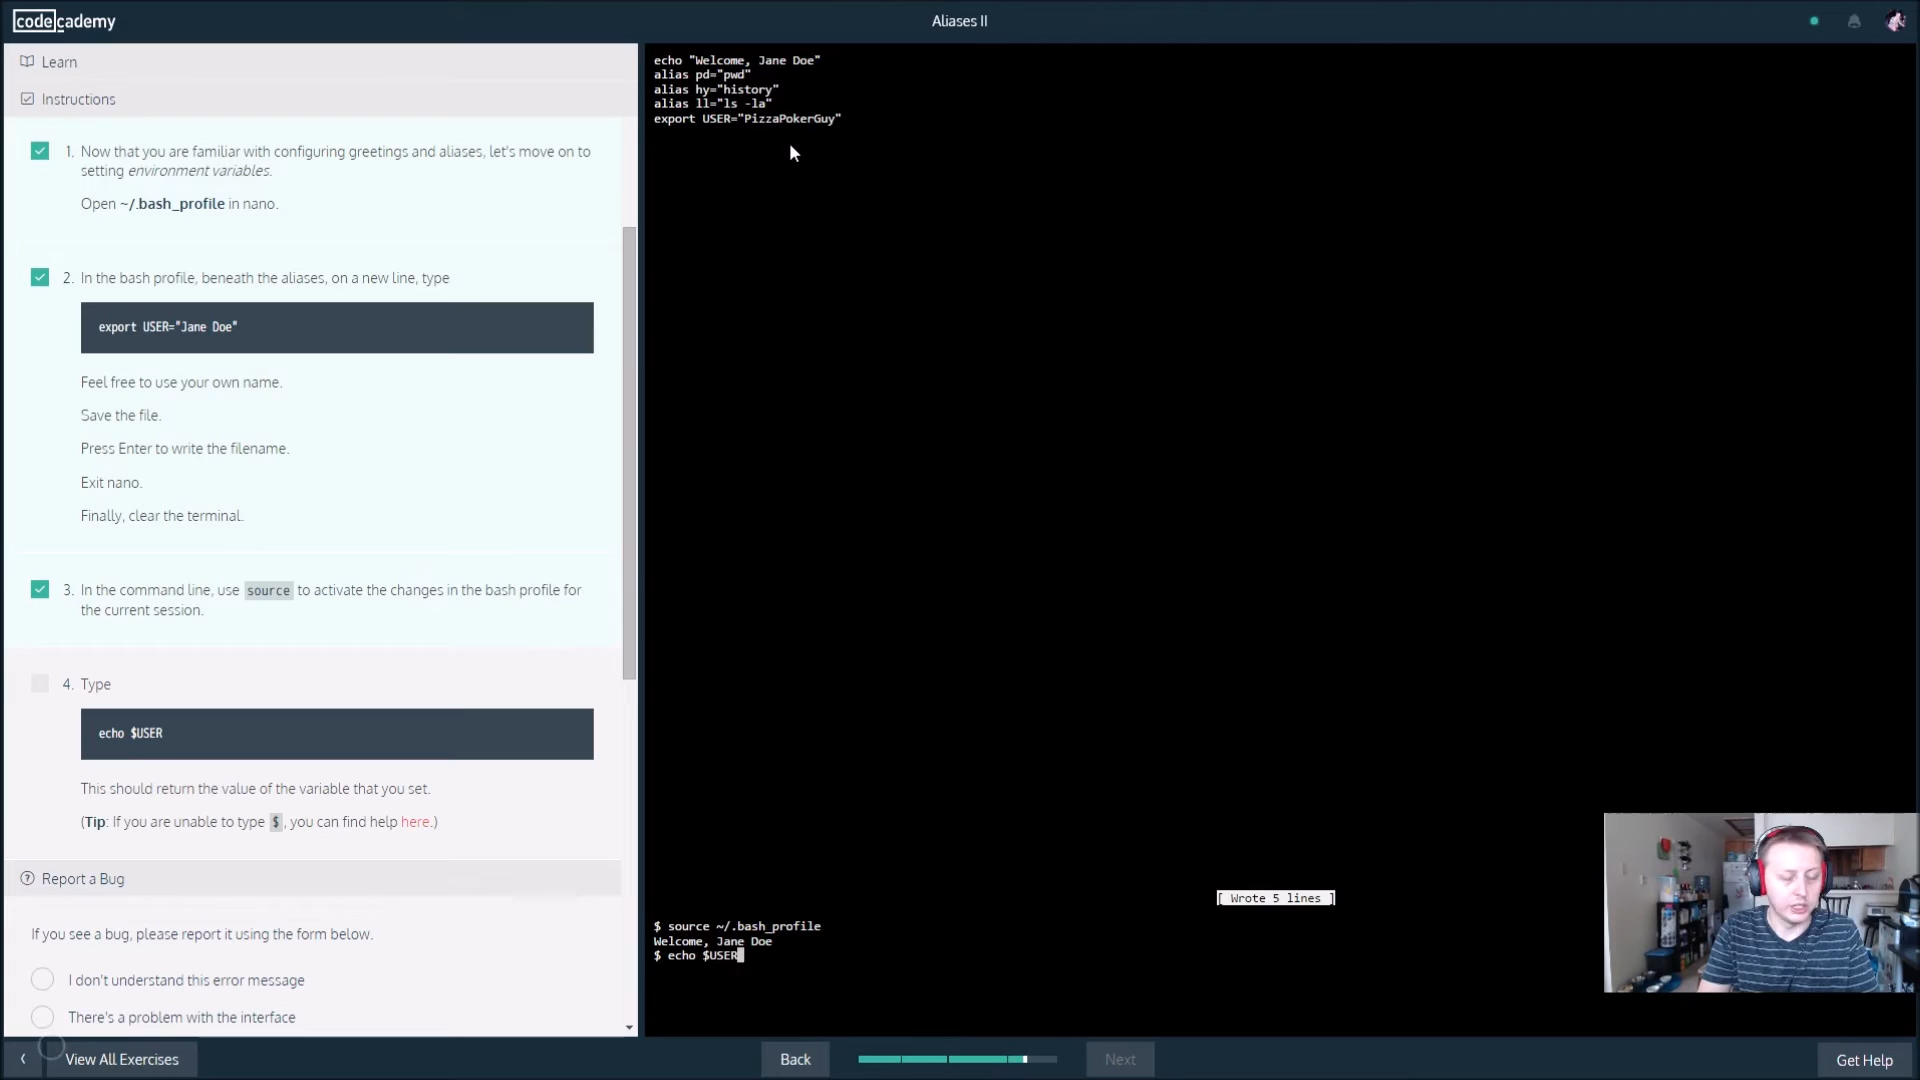 codecademy
Aliases II
Learn
Instructions
1. Now that you are familiar with configuring greetings and aliases, let's move on to
setting environment variables.
Open ~/.bash_profile in nano.
2. In the bash profile, beneath the aliases, on a new line, type
export USER="Jane Doe"
Feel free to use your own name.
Save the file.
Press Enter to write the filename.
Exit nano.
Finally, clear the terminal.
3. In the command line, use source to activate the changes in the bash profile for
the current session.
4. Type
echo $USER
This should return the value of the variable that you set.
(Tip: If you are unable to type $, you can find help here.)
Report a Bug
If you see a bug, please report it using the form below.
I don't understand this error message
There's a problem with the interface
echo "Welcome, Jane Doe"
alias pd="pwd"
alias hy="history"
alias ll="ls -la"
export USER="PizzaPokerGuy"
[ Wrote 5 lines ]
$ source ~/.bash_profile
Welcome, Jane Doe
$ echo $USER
View All Exercises
Back
Next
Get Help